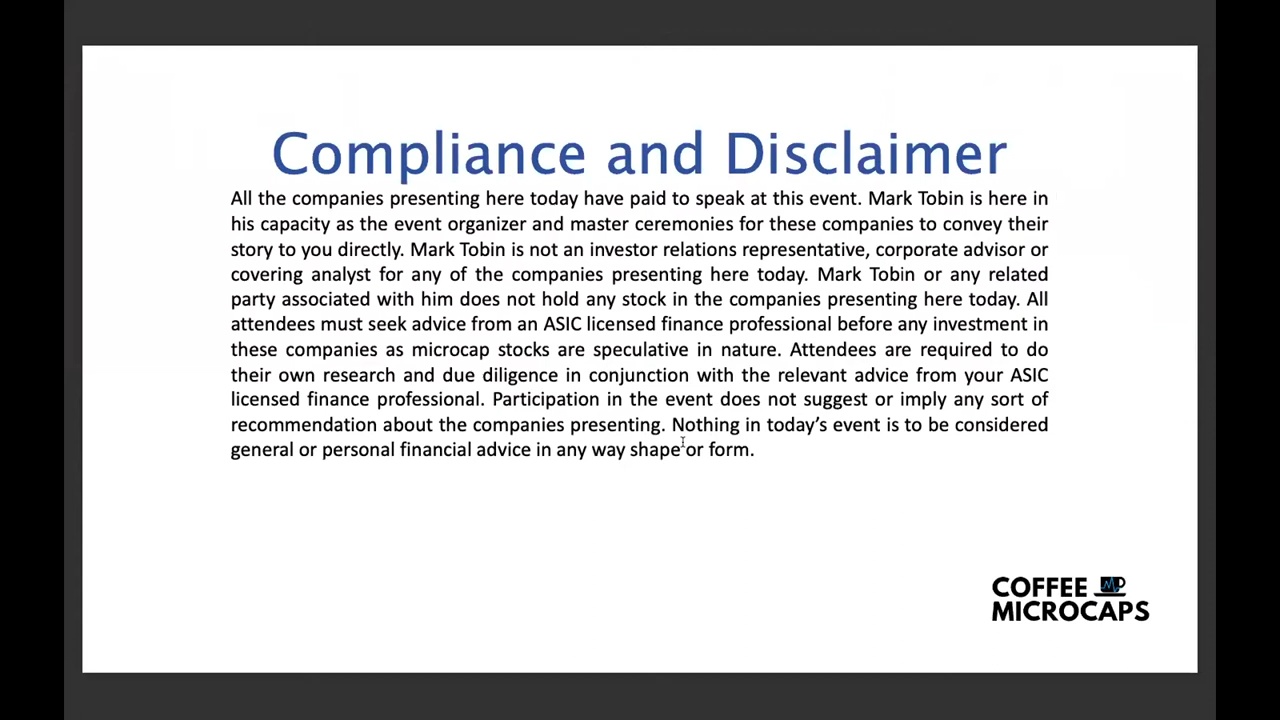 Compliance and Disclaimer
All the companies presenting here today have paid to speak at this event. Mark Tobin is here in
his capacity as the event organizer and master ceremonies for these companies to convey their
story to you directly. Mark Tobin is not an investor relations representative, corporate advisor or
covering analyst for any of the companies presenting here today. Mark Tobin or any related
party associated with him does not hold any stock in the companies presenting here today. All
attendees must seek advice from an ASIC licensed finance professional before any investment in
these companies as microcap stocks are speculative in nature. Attendees are required to do
their own research and due diligence in conjunction with the relevant advice from your ASIC
licensed finance professional. Participation in the event does not suggest or imply any sort of
recommendation about the companies presenting. Nothing in today’s event is to be considered
general or personal financial advice in any way shape or form.
COFFEE
MICROCAPS